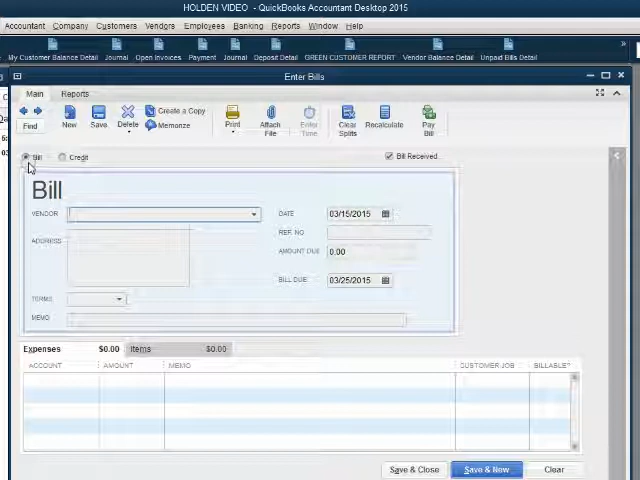 HOLDEN VIDEO - QuickBooks Accountant Desktop 2015
Accountant Company Customers Vendors Employees Banking Reports Window Help
My Customer Balance Detail Journal Open Invoices Payment Journal Deposit Detail GREEN CUSTOMER REPORT Vendor Balance Detail Unpaid Bills Detail
Enter Bills
Main Reports
Find New Save Delete Create a Copy Memorize Print Attach File Enter Time Clear Splits Recalculate Pay Bill
Bill Credit Bill Received
Bill
VENDOR DATE 03/15/2015
REF. NO
ADDRESS AMOUNT DUE 0.00
BILL DUE 03/25/2015
TERMS
MEMO
Expenses $0.00 Items $0.00
ACCOUNT AMOUNT MEMO CUSTOMER:JOB BILLABLE?
Save & Close Save & New Clear